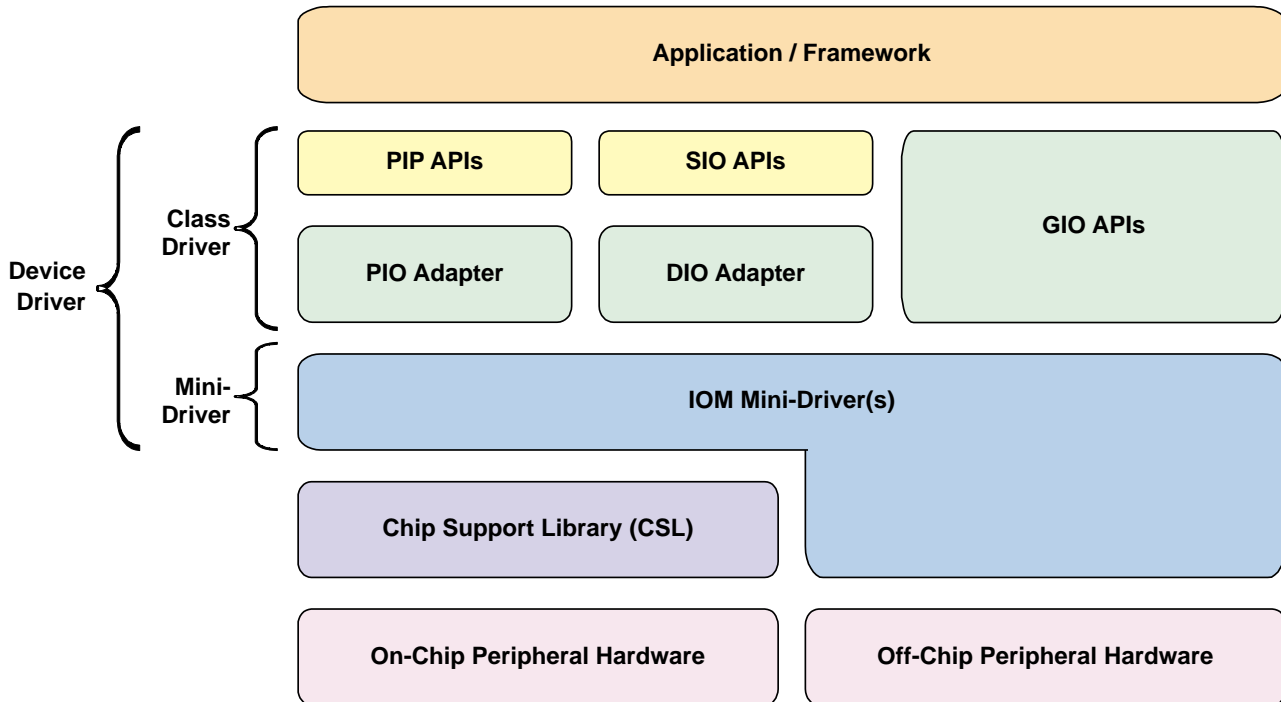 Application / Framework
PIP APIs
SIO APIs
GIO APIs
Class
Driver
PIO Adapter
DIO Adapter
Device
Driver
Mini-
Driver
IOM Mini-Driver(s)
Chip Support Library (CSL)
On-Chip Peripheral Hardware
Off-Chip Peripheral Hardware